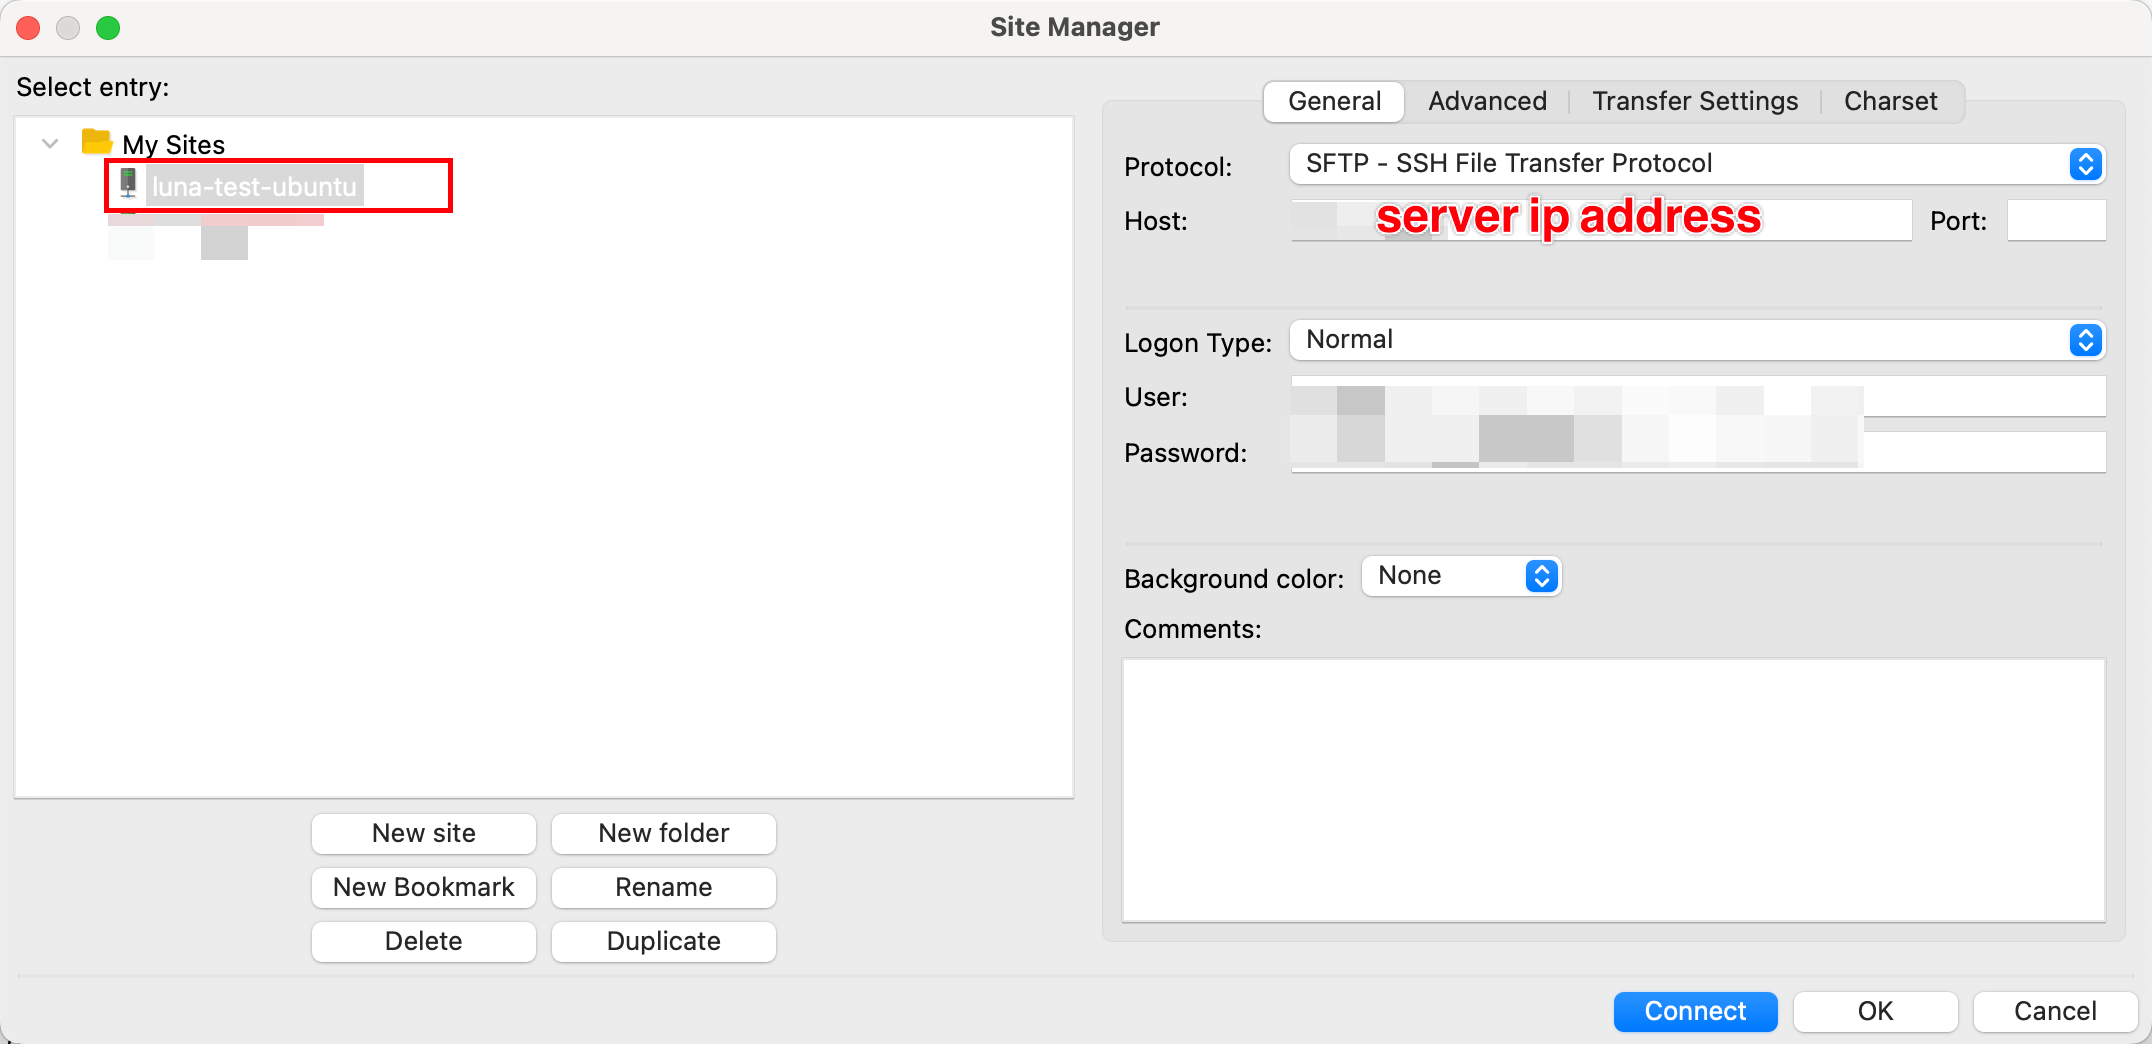 Site Manager
Select entry:
My Sites
luna-test-ubuntu
New site
New folder
New Bookmark
Rename
Delete
Duplicate
General
Advanced
Transfer Settings
Charset
Protocol:
SFTP - SSH File Transfer Protocol
Host:
server ip address
Port:
Logon Type:
Normal
User:
Password:
Background color:
None
Comments:
Connect
OK
Cancel